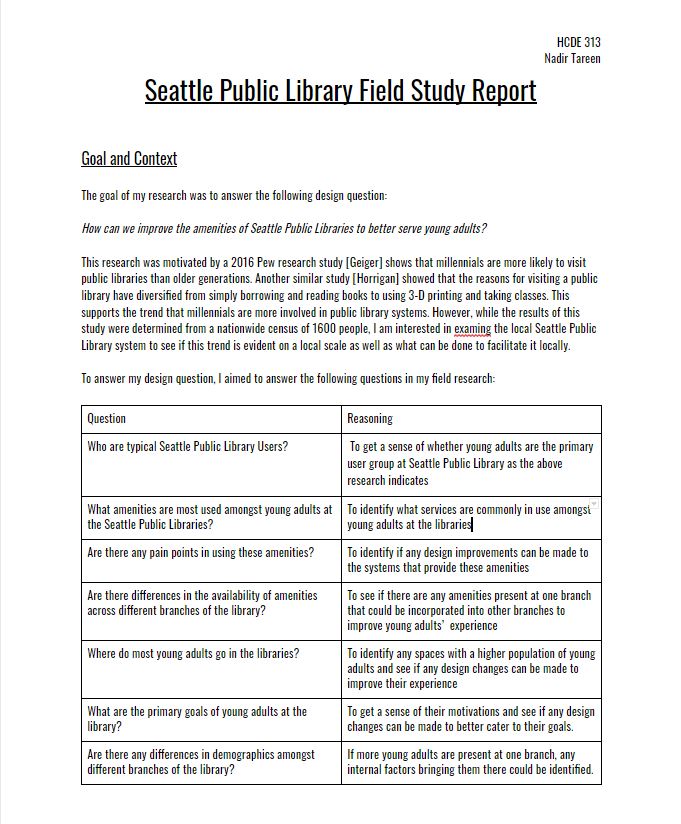 HCDE 313
Nadir Tareen
Seattle Public Library Field Study Report
Goal and Context
The goal of my research was to answer the following design question:
How can we improve the amenities of Seattle Public Libraries to better serve young adults?
This research was motivated by a 2016 Pew research study [Geiger] shows that millennials are more likely to visit
public libraries than older generations. Another similar study [Horrigan] showed that the reasons for visiting a public
library have diversified from simply borrowing and reading books to using 3-D printing and taking classes. This
supports the trend that millennials are more involved in public library systems. However, while the results of this
study were determined from a nationwide census of 1600 people, I am interested in examing the local Seattle Public
Library system to see if this trend is evident on a local scale as well as what can be done to facilitate it locally.
To answer my design question, I aimed to answer the following questions in my field research:
Question
Reasoning
Who are typical Seattle Public Library Users?
To get a sense of whether young adults are the primary
user group at Seattle Public Library as the above
research indicates
What amenities are most used amongst young adults at
the Seattle Public Libraries?
To identify what services are commonly in use amongst
young adults at the libraries
Are there any pain points in using these amenities?
To identify if any design improvements can be made to
the systems that provide these amenities
Are there differences in the availability of amenities
across different branches of the library?
To see if there are any amenities present at one branch
that could be incorporated into other branches to
improve young adults' experience
Where do most young adults go in the libraries?
To identify any spaces with a higher population of young
adults and see if any design changes can be made to
improve their experience
What are the primary goals of young adults at the
library?
To get a sense of their motivations and see if any design
changes can be made to better cater to their goals.
Are there any differences in demographics amongst
different branches of the library?
If more young adults are present at one branch, any
internal factors bringing them there could be identified.